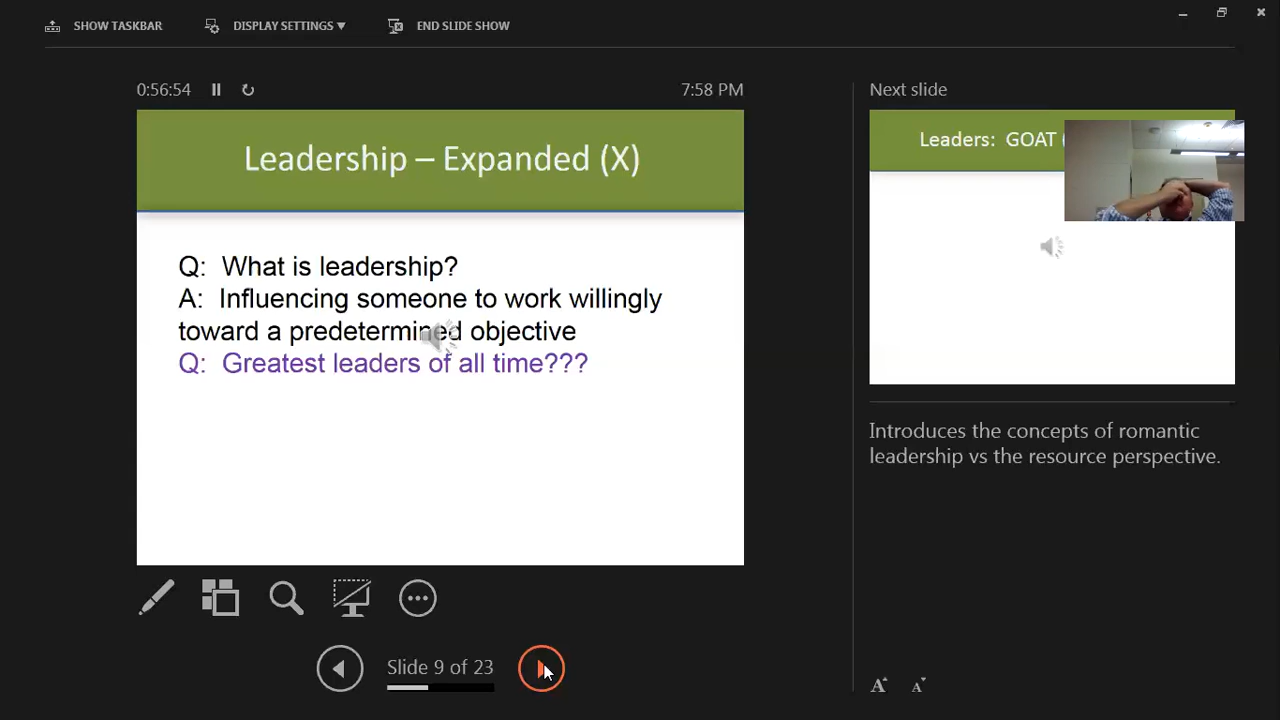 SHOW TASKBAR DISPLAY SETTINGS ▼ END SLIDE SHOW
0:56:54 7:58 PM
Leadership – Expanded (X)
Q: What is leadership?
A: Influencing someone to work willingly
toward a predetermined objective
Q: Greatest leaders of all time???
Slide 9 of 23
Next slide
Leaders: GOAT (
Introduces the concepts of romantic
leadership vs the resource perspective.
A A